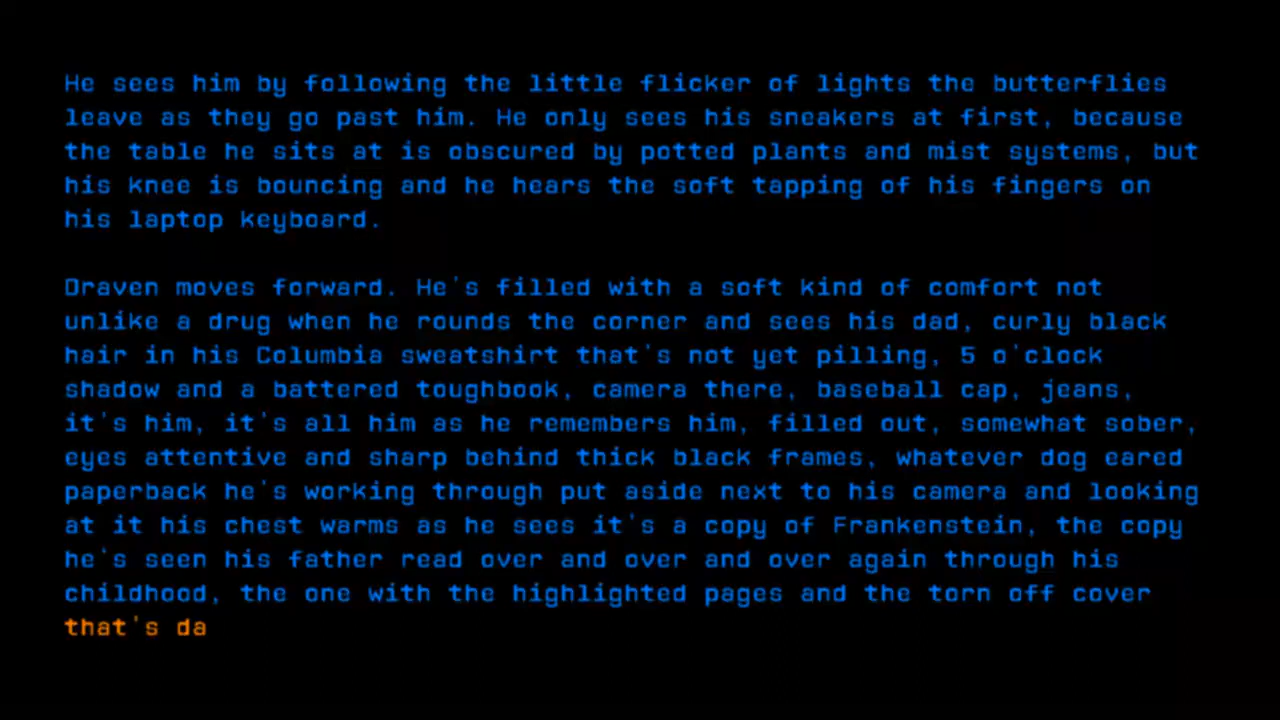 He sees him by following the little flicker of lights the butterflies
leave as they go past him. He only sees his sneakers at first, because
the table he sits at is obscured by potted plants and mist systems, but
his knee is bouncing and he hears the soft tapping of his fingers on
his laptop keyboard.
Draven moves forward. He's filled with a soft kind of comfort not
unlike a drug when he rounds the corner and sees his dad, curly black
hair in his Columbia sweatshirt that's not yet pilling, 5 o'clock
shadow and a battered toughbook, camera there, baseball cap, jeans,
it's him, it's all him as he remembers him, filled out, somewhat sober,
eyes attentive and sharp behind thick black frames, whatever dog eared
paperback he's working through put aside next to his camera and looking
at it his chest warms as he sees it's a copy of Frankenstein, the copy
he's seen his father read over and over and over again through his
childhood, the one with the highlighted pages and the torn off cover
that's da